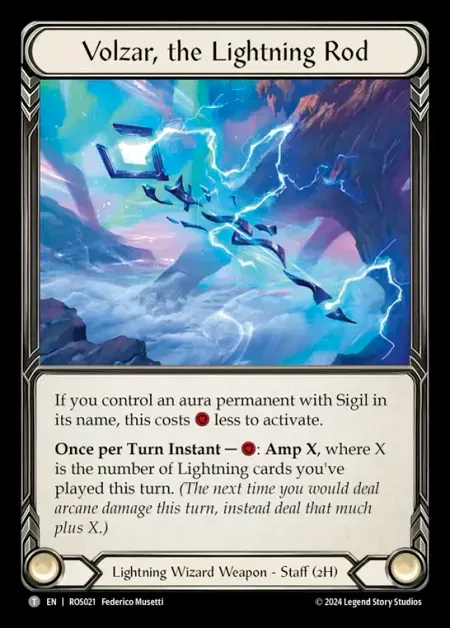 Volzar, the Lightning Rod
If you control an aura permanent with Sigil in
its name, this costs less to activate.
Once per Turn Instant — : Amp X, where X
is the number of Lightning cards you've
played this turn. (The next time you would deal
arcane damage this turn, instead deal that much
plus X.)
Lightning Wizard Weapon - Staff (2H)
T EN | ROS021 Federico Musetti
© 2024 Legend Story Studios